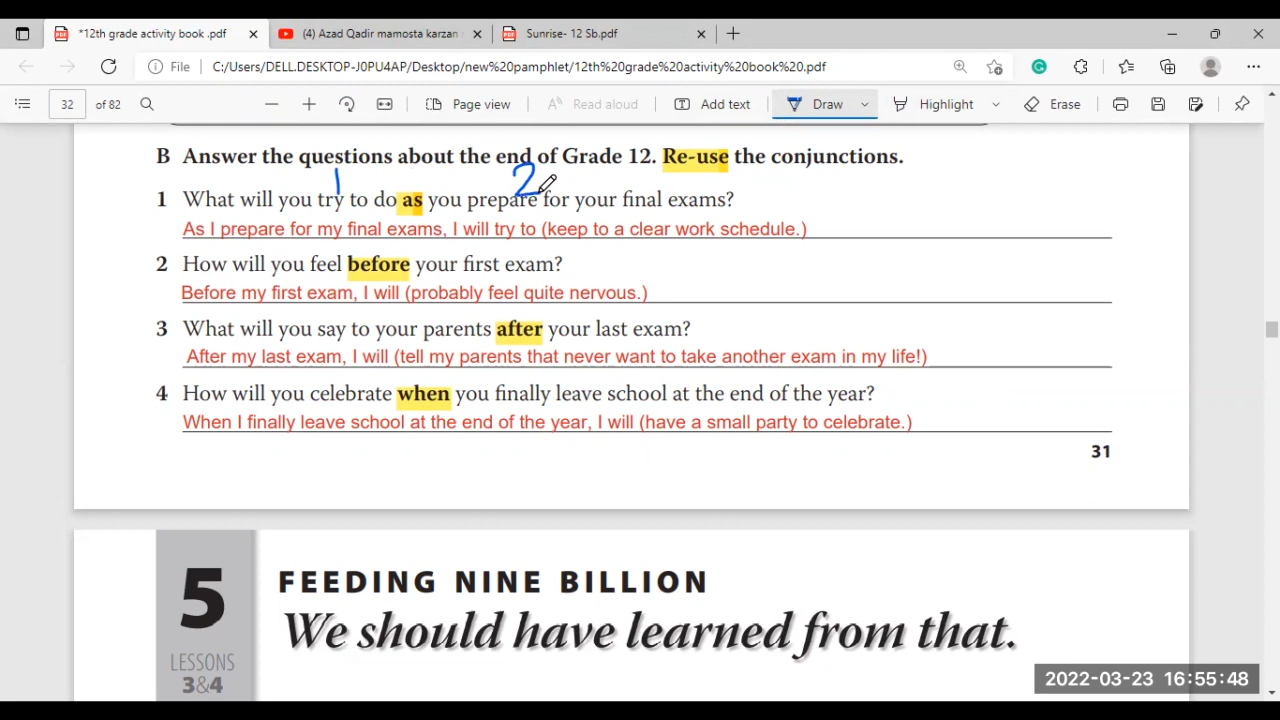 *12th grade activity book .pdf
(4) Azad Qadir mamosta karzan
Sunrise- 12 Sb.pdf
File
C:/Users/DELL.DESKTOP-J0PU4AP/Desktop/new%20pamphlet/12th%20grade%20activity%20book%20.pdf
32 of 82
Page view
Read aloud
Add text
Draw
Highlight
Erase
B Answer the questions about the end of Grade 12. Re-use the conjunctions.
1 2
1 What will you try to do as you prepare for your final exams?
As I prepare for my final exams, I will try to (keep to a clear work schedule.)
2 How will you feel before your first exam?
Before my first exam, I will (probably feel quite nervous.)
3 What will you say to your parents after your last exam?
After my last exam, I will (tell my parents that never want to take another exam in my life!)
4 How will you celebrate when you finally leave school at the end of the year?
When I finally leave school at the end of the year, I will (have a small party to celebrate.)
31
5
LESSONS
3&4
FEEDING NINE BILLION
We should have learned from that.
2022-03-23 16:55:48